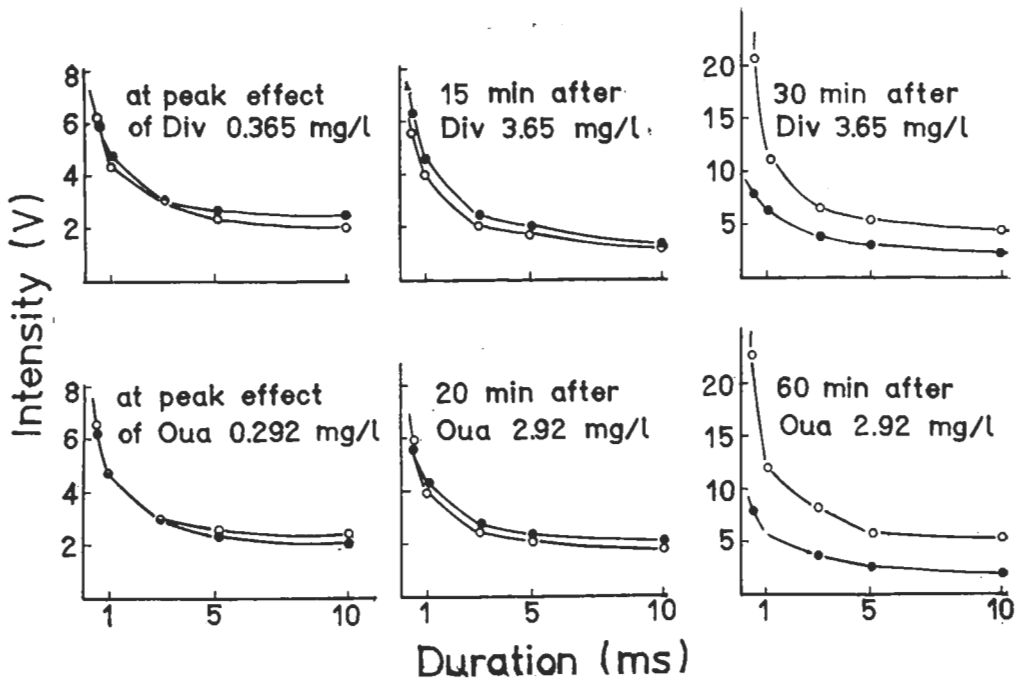 Intensity (V)
8
6
4
2
at peak effect
of Div 0.365 mg/l
15 min after
Div 3.65 mg/l
20
15
10
5
30 min after
Div 3.65 mg/l
8
6
4
2
at peak effect
of Oua 0.292 mg/l
1 5 10
20 min after
Oua 2.92 mg/l
1 5 10
20
15
10
5
60 min after
Oua 2.92 mg/l
1 5 10
Duration (ms)